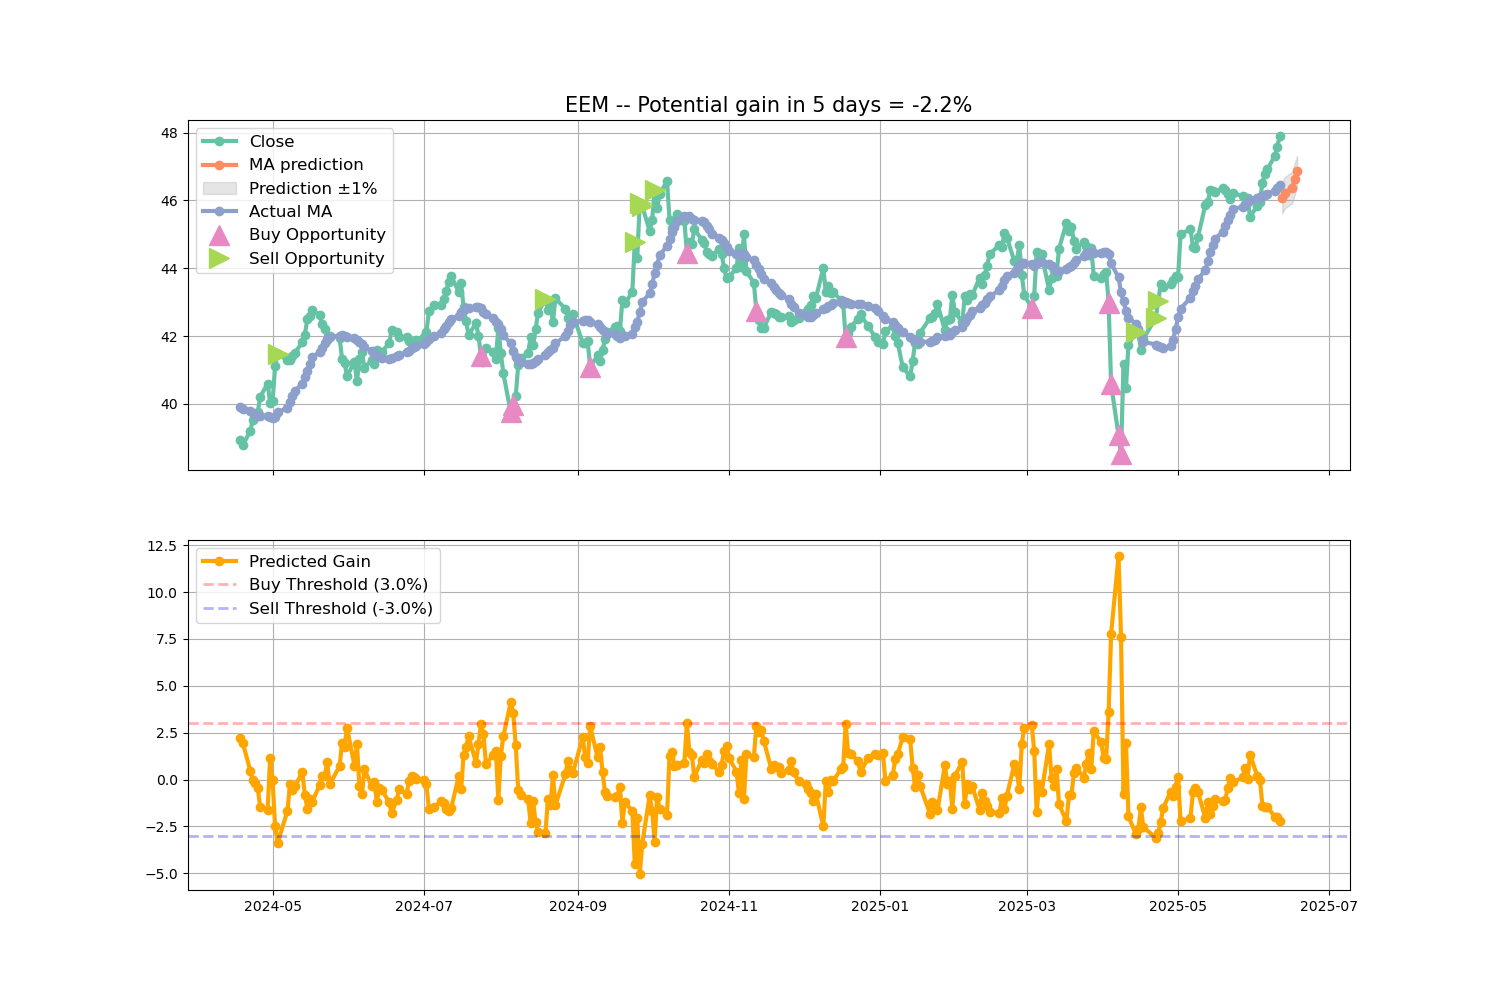 EEM -- Potential gain in 5 days = -2.2%
48
46
44
42
40
Close
MA prediction
Prediction ±1%
Actual MA
Buy Opportunity
Sell Opportunity
12.5
10.0
7.5
5.0
2.5
0.0
−2.5
−5.0
Predicted Gain
Buy Threshold (3.0%)
Sell Threshold (-3.0%)
2024-05
2024-07
2024-09
2024-11
2025-01
2025-03
2025-05
2025-07